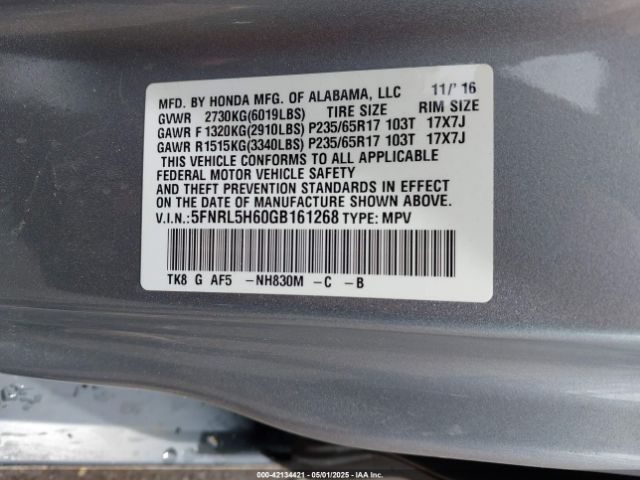 MFD. BY HONDA MFG. OF ALABAMA, LLC 11/'16
GVWR 2730KG(6019LBS) TIRE SIZE RIM SIZE
GAWR F 1320KG(2910LBS) P235/65R17 103T 17X7J
GAWR R 1515KG(3340LBS) P235/65R17 103T 17X7J
THIS VEHICLE CONFORMS TO ALL APPLICABLE
FEDERAL MOTOR VEHICLE SAFETY
AND THEFT PREVENTION STANDARDS IN EFFECT
ON THE DATE OF MANUFACTURE SHOWN ABOVE.
V.I.N.: 5FNRL5H60GB161268 TYPE: MPV
TK8 G AF5 -NH830M -C -B
000-42134421 - 05/01/2025 - IAA Inc.